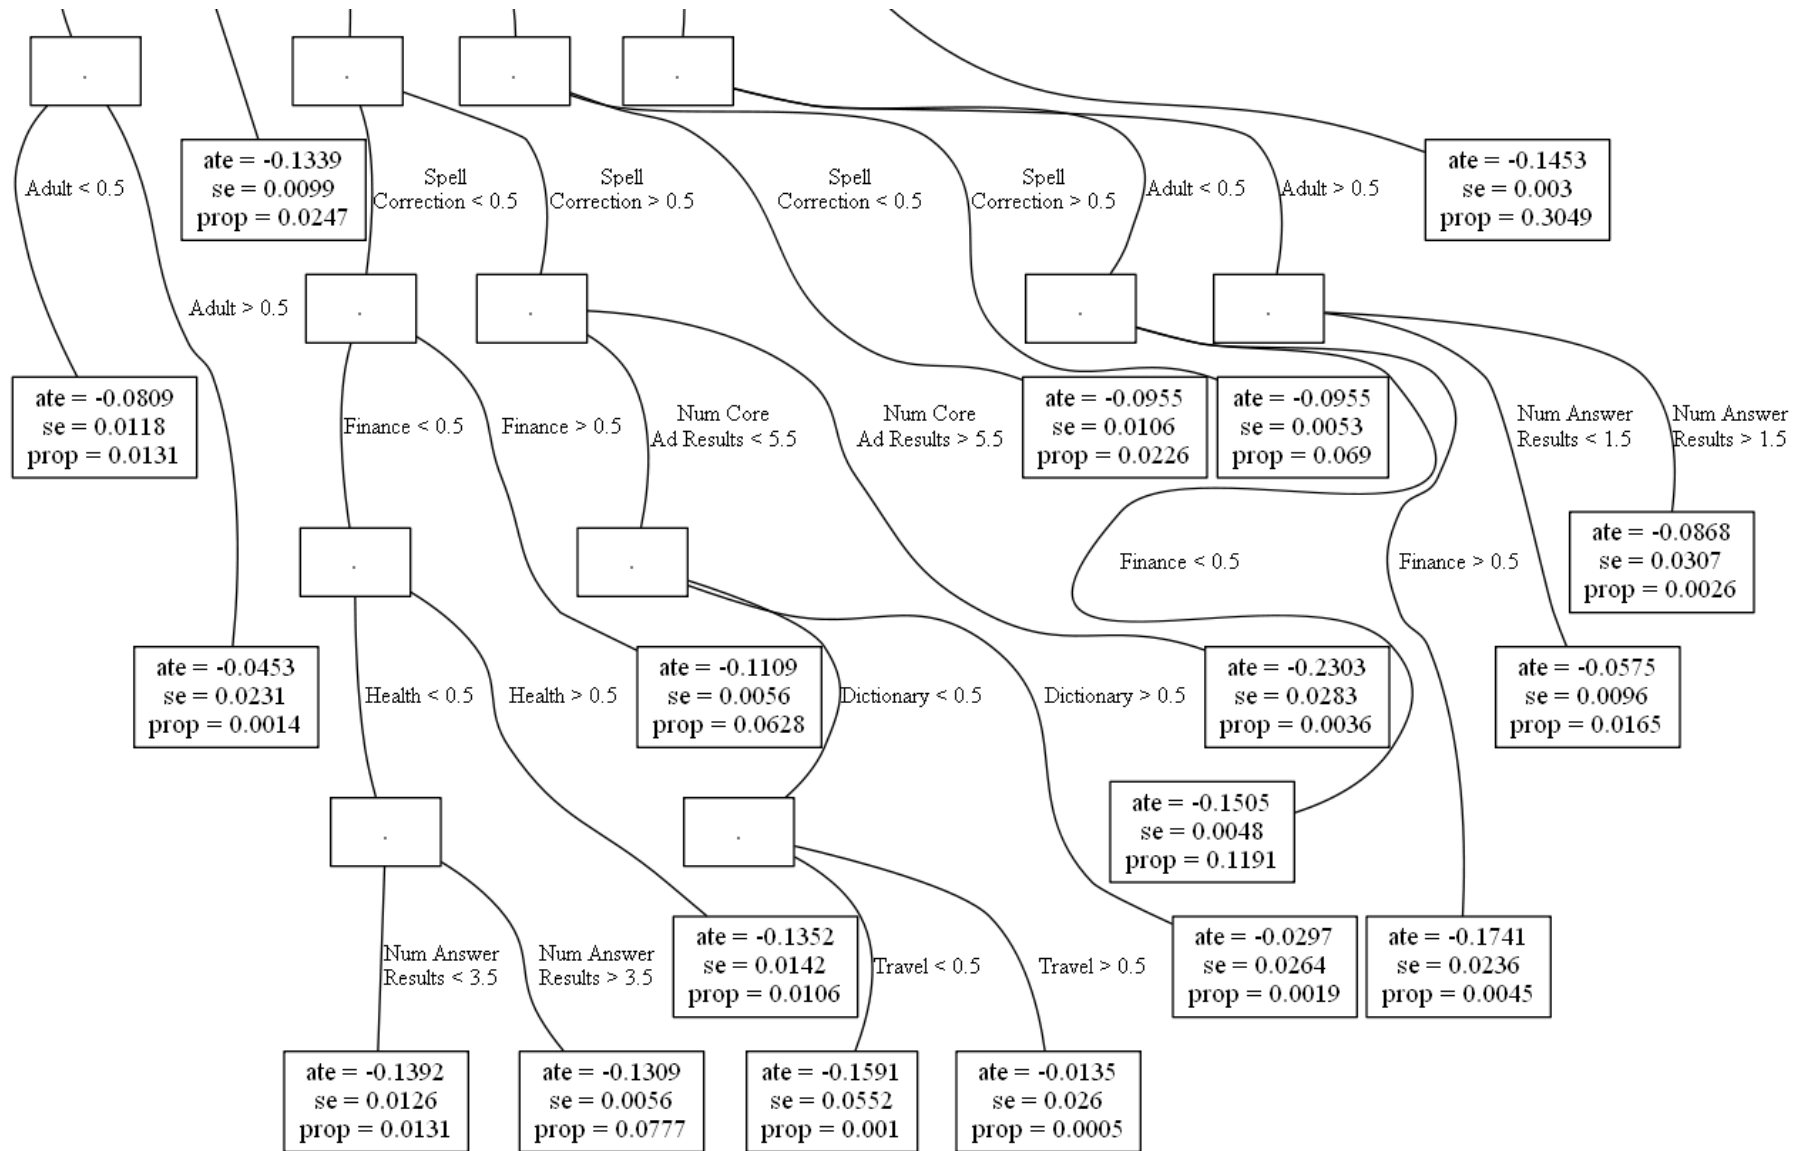 ate = -0.1339
se = 0.0099
prop = 0.0247
ate = -0.1453
se = 0.003
prop = 0.3049
Adult < 0.5
Spell
Correction < 0.5
Spell
Correction > 0.5
Spell
Correction < 0.5
Spell
Correction > 0.5
Adult < 0.5
Adult > 0.5
Adult > 0.5
ate = -0.0809
se = 0.0118
prop = 0.0131
Finance < 0.5
Finance > 0.5
Num Core
Ad Results < 5.5
Num Core
Ad Results > 5.5
ate = -0.0955
se = 0.0106
prop = 0.0226
ate = -0.0955
se = 0.0053
prop = 0.069
Num Answer
Results < 1.5
Num Answer
Results > 1.5
Finance < 0.5
Finance > 0.5
ate = -0.0868
se = 0.0307
prop = 0.0026
ate = -0.0453
se = 0.0231
prop = 0.0014
Health < 0.5
Health > 0.5
ate = -0.1109
se = 0.0056
prop = 0.0628
Dictionary < 0.5
Dictionary > 0.5
ate = -0.2303
se = 0.0283
prop = 0.0036
ate = -0.0575
se = 0.0096
prop = 0.0165
ate = -0.1505
se = 0.0048
prop = 0.1191
Num Answer
Results < 3.5
Num Answer
Results > 3.5
ate = -0.1352
se = 0.0142
prop = 0.0106
Travel < 0.5
Travel > 0.5
ate = -0.0297
se = 0.0264
prop = 0.0019
ate = -0.1741
se = 0.0236
prop = 0.0045
ate = -0.1392
se = 0.0126
prop = 0.0131
ate = -0.1309
se = 0.0056
prop = 0.0777
ate = -0.1591
se = 0.0552
prop = 0.001
ate = -0.0135
se = 0.026
prop = 0.0005